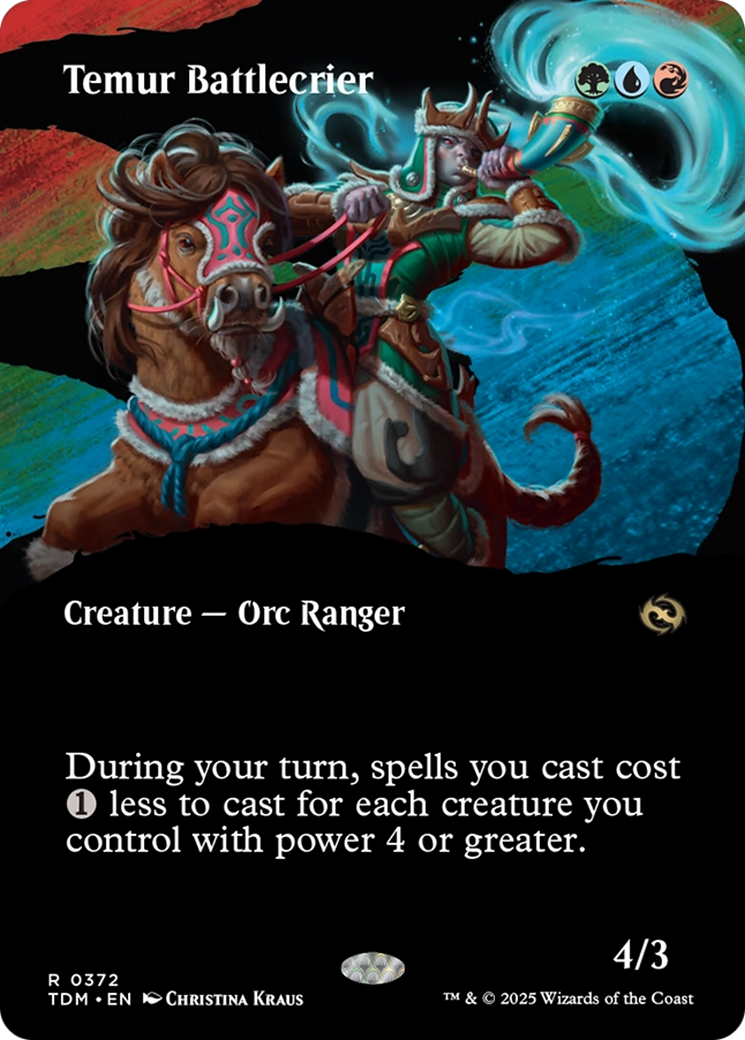 Temur Battlecrier
Creature — Orc Ranger
During your turn, spells you cast cost
1 less to cast for each creature you
control with power 4 or greater.
4/3
R 0372
TDM • EN CHRISTINA KRAUS
™ & © 2025 Wizards of the Coast